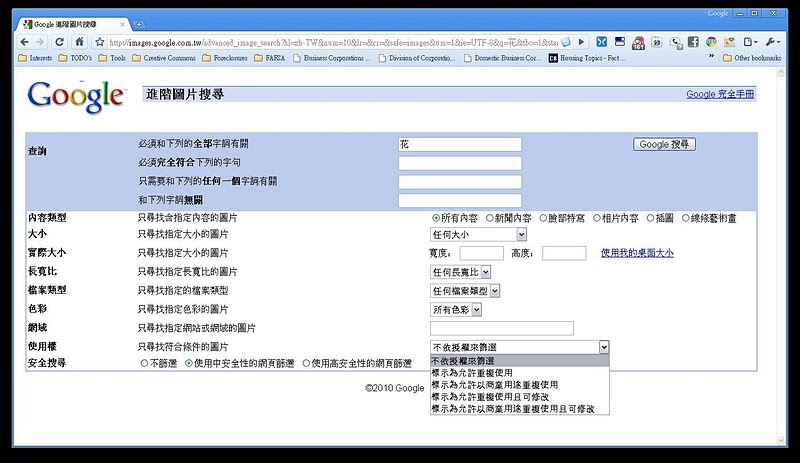 Google
Google 進階圖片搜尋
http://images.google.com.tw/advanced_image_search?hl=zh-TW&num=10&lr=&cr=&safe=images&um=1&ie=UTF-8&q=花&tbo=1&star
Interests TODO's Tools Creative Commons Foreclosures FARSA Business Corporations ... Division of Corporatio... Domestic Business Cor... Housing Topics - Fact ... » Other bookmarks
Google 進階圖片搜尋 Google 完全手冊
查詢 必須和下列的全部字詞有關 花 Google 搜尋
必須完全符合下列的字句
只需要和下列的任何一個字詞有關
和下列字詞無關
內容類型 只尋找含指定內容的圖片 所有內容 新聞內容 臉部特寫 相片內容 插圖 線條藝術畫
大小 只尋找指定大小的圖片 任何大小
實際大小 只尋找指定大小的圖片 寬度: 高度: 使用我的桌面大小
長寬比 只尋找指定長寬比的圖片 任何長寬比
檔案類型 只尋找指定的檔案類型 任何檔案類型
色彩 只尋找指定色彩的圖片 所有色彩
網域 只尋找指定網站或網域的圖片
使用權 只尋找符合條件的圖片 不依授權來篩選
不依授權來篩選
安全搜尋 不篩選 使用中安全性的網頁篩選 使用高安全性的網頁篩選
標示為允許重複使用
標示為允許以商業用途重複使用
標示為允許重複使用且可修改
標示為允許以商業用途重複使用且可修改
©2010 Google